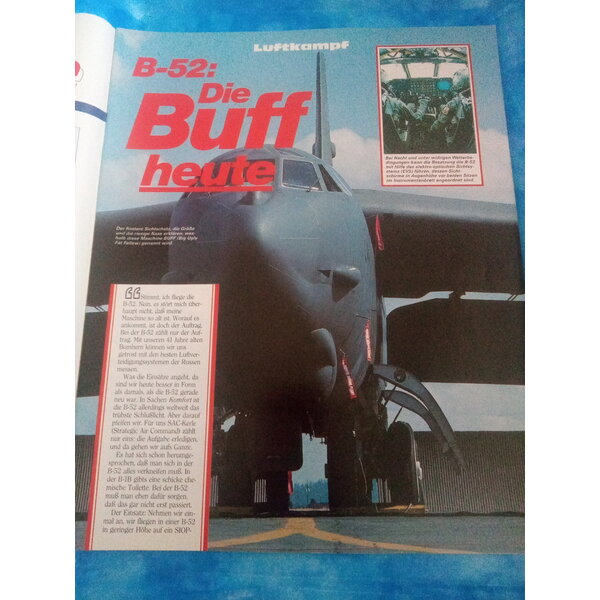 Luftkampf
B-52:
Die
Buff
heute
Bei Nacht und unter widrigen Wetterbe-
dingungen kann die Besatzung die B-52
mit Hilfe des elektro-optischen Sichtsy-
stems (EVS) führen, dessen Sicht-
schirme in Augenhöhe vor beiden Sitzen
im Instrumentenbrett angeordnet sind.
Der finstere Sichtschutz, die Größe
und die riesige Nase erklären, wes-
halb diese Maschine BUFF (Big Ugly
Fat Fellow) genannt wird.
Stimmt, ich fliege die
B-52. Nein, es stört mich über-
haupt nicht, daß meine
Maschine so alt ist. Worauf es
ankommt, ist doch der Auftrag.
Bei der B-52 zählt nur der Auf-
trag. Mit unseren 41 Jahre alten
Bombern können wir uns
getrost mit den besten Luftver-
teidigungssystemen der Russen
messen.
Was die Einsätze angeht, da
sind wir heute besser in Form
als damals, als die B-52 gerade
neu war. In Sachen Komfort ist
die B-52 allerdings weltweit das
trübste Schlußlicht. Aber darauf
pfeifen wir. Für uns SAC-Kerle
(Strategic Air Command) zählt
nur eins: die Aufgabe erledigen,
und da gehen wir aufs Ganze.
Es hat sich schon herumge-
sprochen, daß man sich in der
B-52 alles verkneifen muß. In
der B-1B gibts eine schicke che-
mische Toilette. Bei der B-52
muß man eben dafür sorgen,
daß das gar nicht erst passiert.
Der Einsatz: Nehmen wir ein-
mal an, wir fliegen in einer B-52
in geringer Höhe auf ein SIOP-